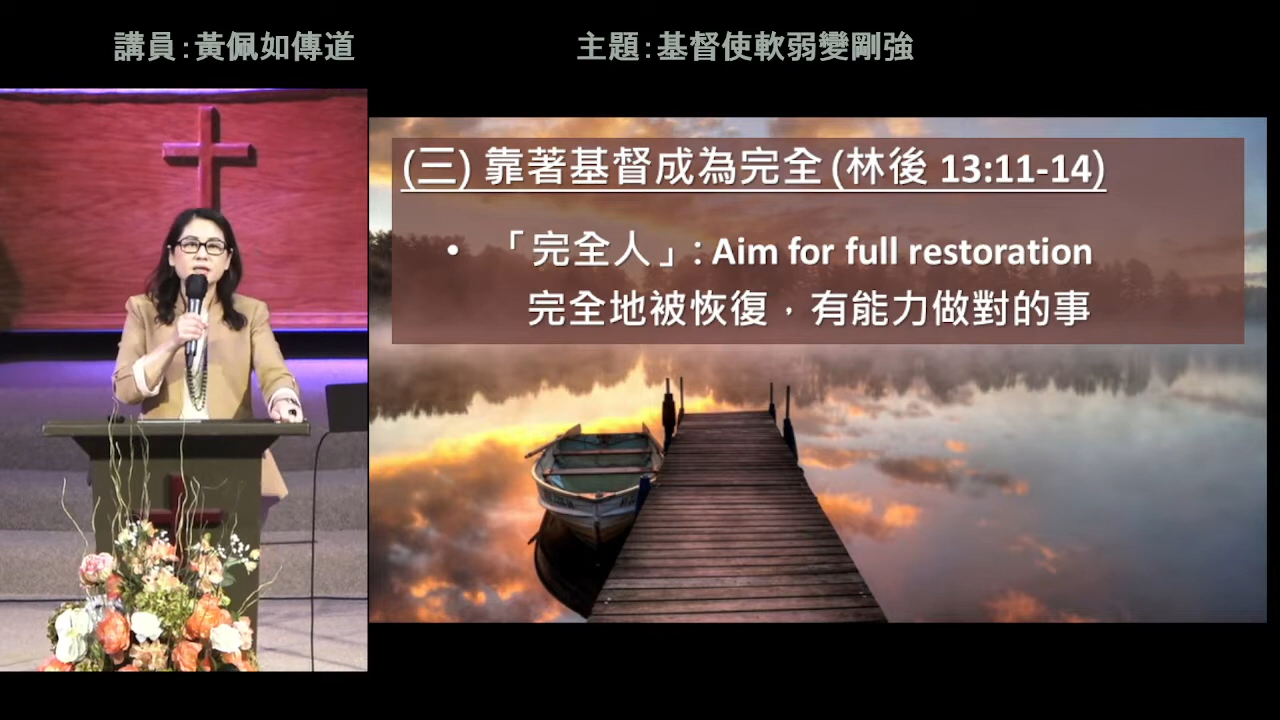 講員:黃佩如傳道
主題:基督使軟弱變剛強
(三) 靠著基督成為完全 (林後 13:11-14)
• 「完全人」: Aim for full restoration
完全地被恢復，有能力做對的事